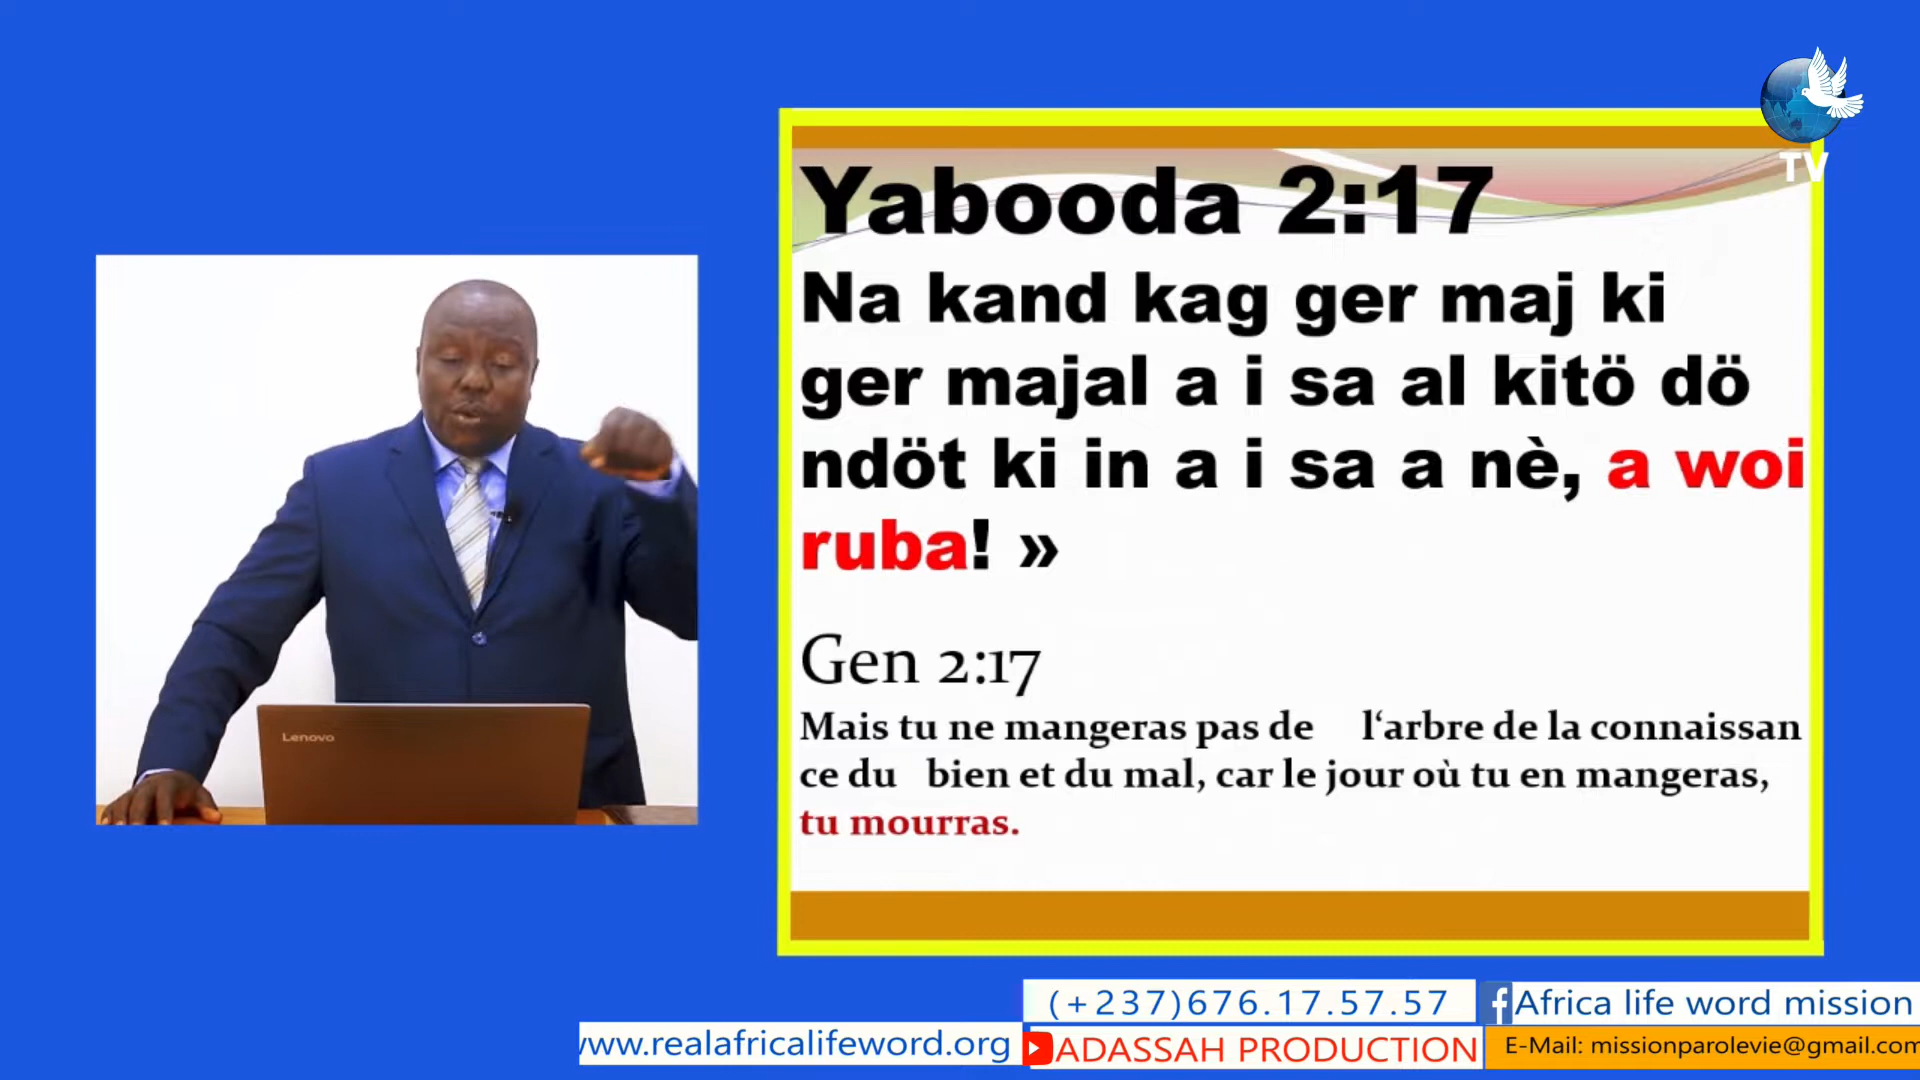 TV
Yabooda 2:17
Na kand kag ger maj ki
ger majal a i sa al kitö dö
ndöt ki in a i sa a nè, a woi
ruba! »
Gen 2:17
Mais tu ne mangeras pas de l‘arbre de la connaissan
ce du bien et du mal, car le jour où tu en mangeras,
tu mourras.
Lenovo
(+237)676.17.57.57
Africa life word mission
www.realafricalifeword.org
ADASSAH PRODUCTION
E-Mail: missionparolevie@gmail.com